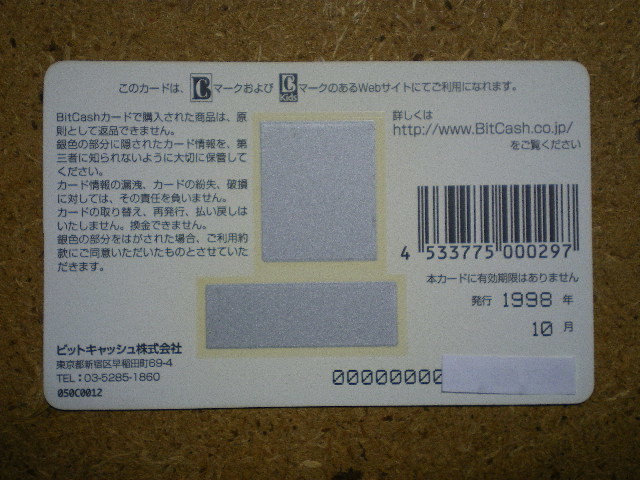 このカードは、Cマークおよび C KidsマークのあるWebサイトにてご利用になれます。
BitCashカードで購入された商品は、原
則として返品できません。
銀色の部分に隠されたカード情報を、第
三者に知られないように大切に保管して
ください。
カード情報の漏洩、カードの紛失、破損
に対しては、その責任を負いません。
カードの取り替え、再発行、払い戻しは
いたしません。換金できません。
銀色の部分をはがされた場合、ご利用約
款にご同意いただいたものとさせていた
だきます。
詳しくは
http://www.BitCash.co.jp/
をご覧ください
4 533775 000297
本カードに有効期限はありません
発行 1998 年
10 月
ビットキャッシュ株式会社
東京都新宿区早稲田町69-4
TEL：03-5285-1860
050C0012
000000000